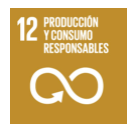 12 PRODUCCIÓN
Y CONSUMO
RESPONSABLES